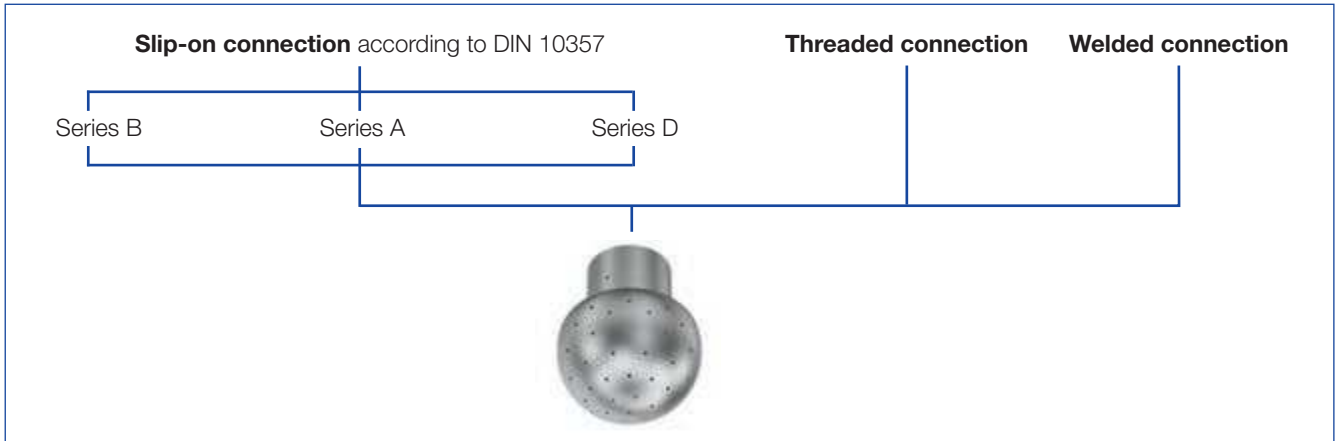 Slip-on connection according to DIN 10357
Threaded connection
Welded connection
Series B
Series A
Series D